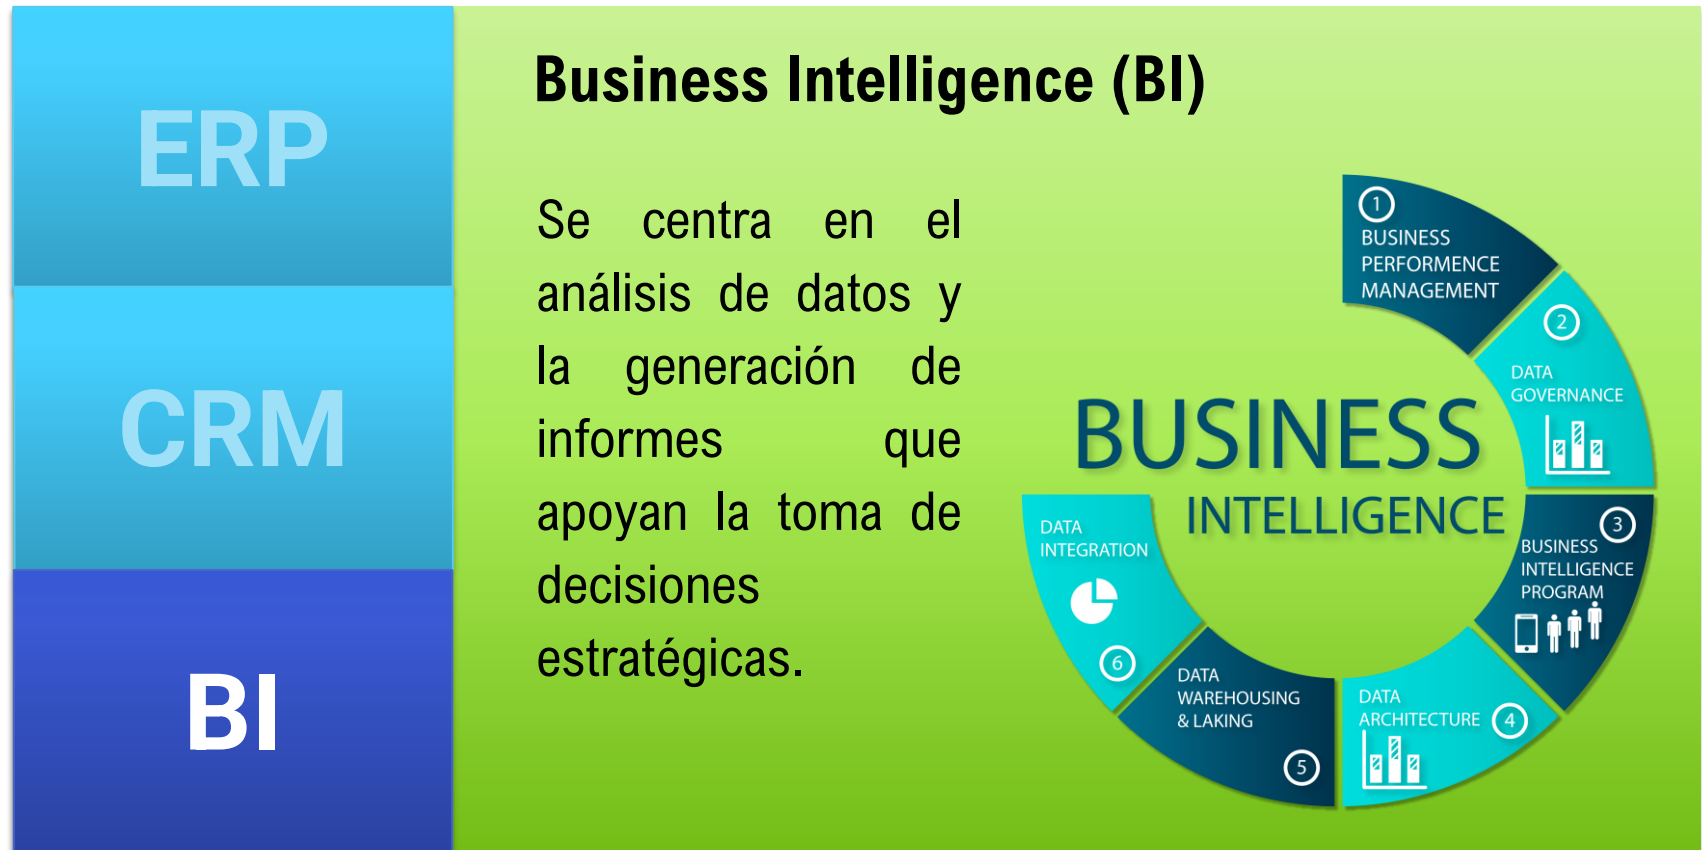 ERP
CRM
BI
Business Intelligence (BI)
Se centra en el
análisis de datos y
la generación de
informes que
apoyan la toma de
decisiones
estratégicas.
BUSINESS
INTELLIGENCE
1
BUSINESS
PERFORMENCE
MANAGEMENT
2
DATA
GOVERNANCE
3
BUSINESS
INTELLIGENCE
PROGRAM
DATA
ARCHITECTURE
4
DATA
WAREHOUSING
& LAKING
5
DATA
INTEGRATION
6